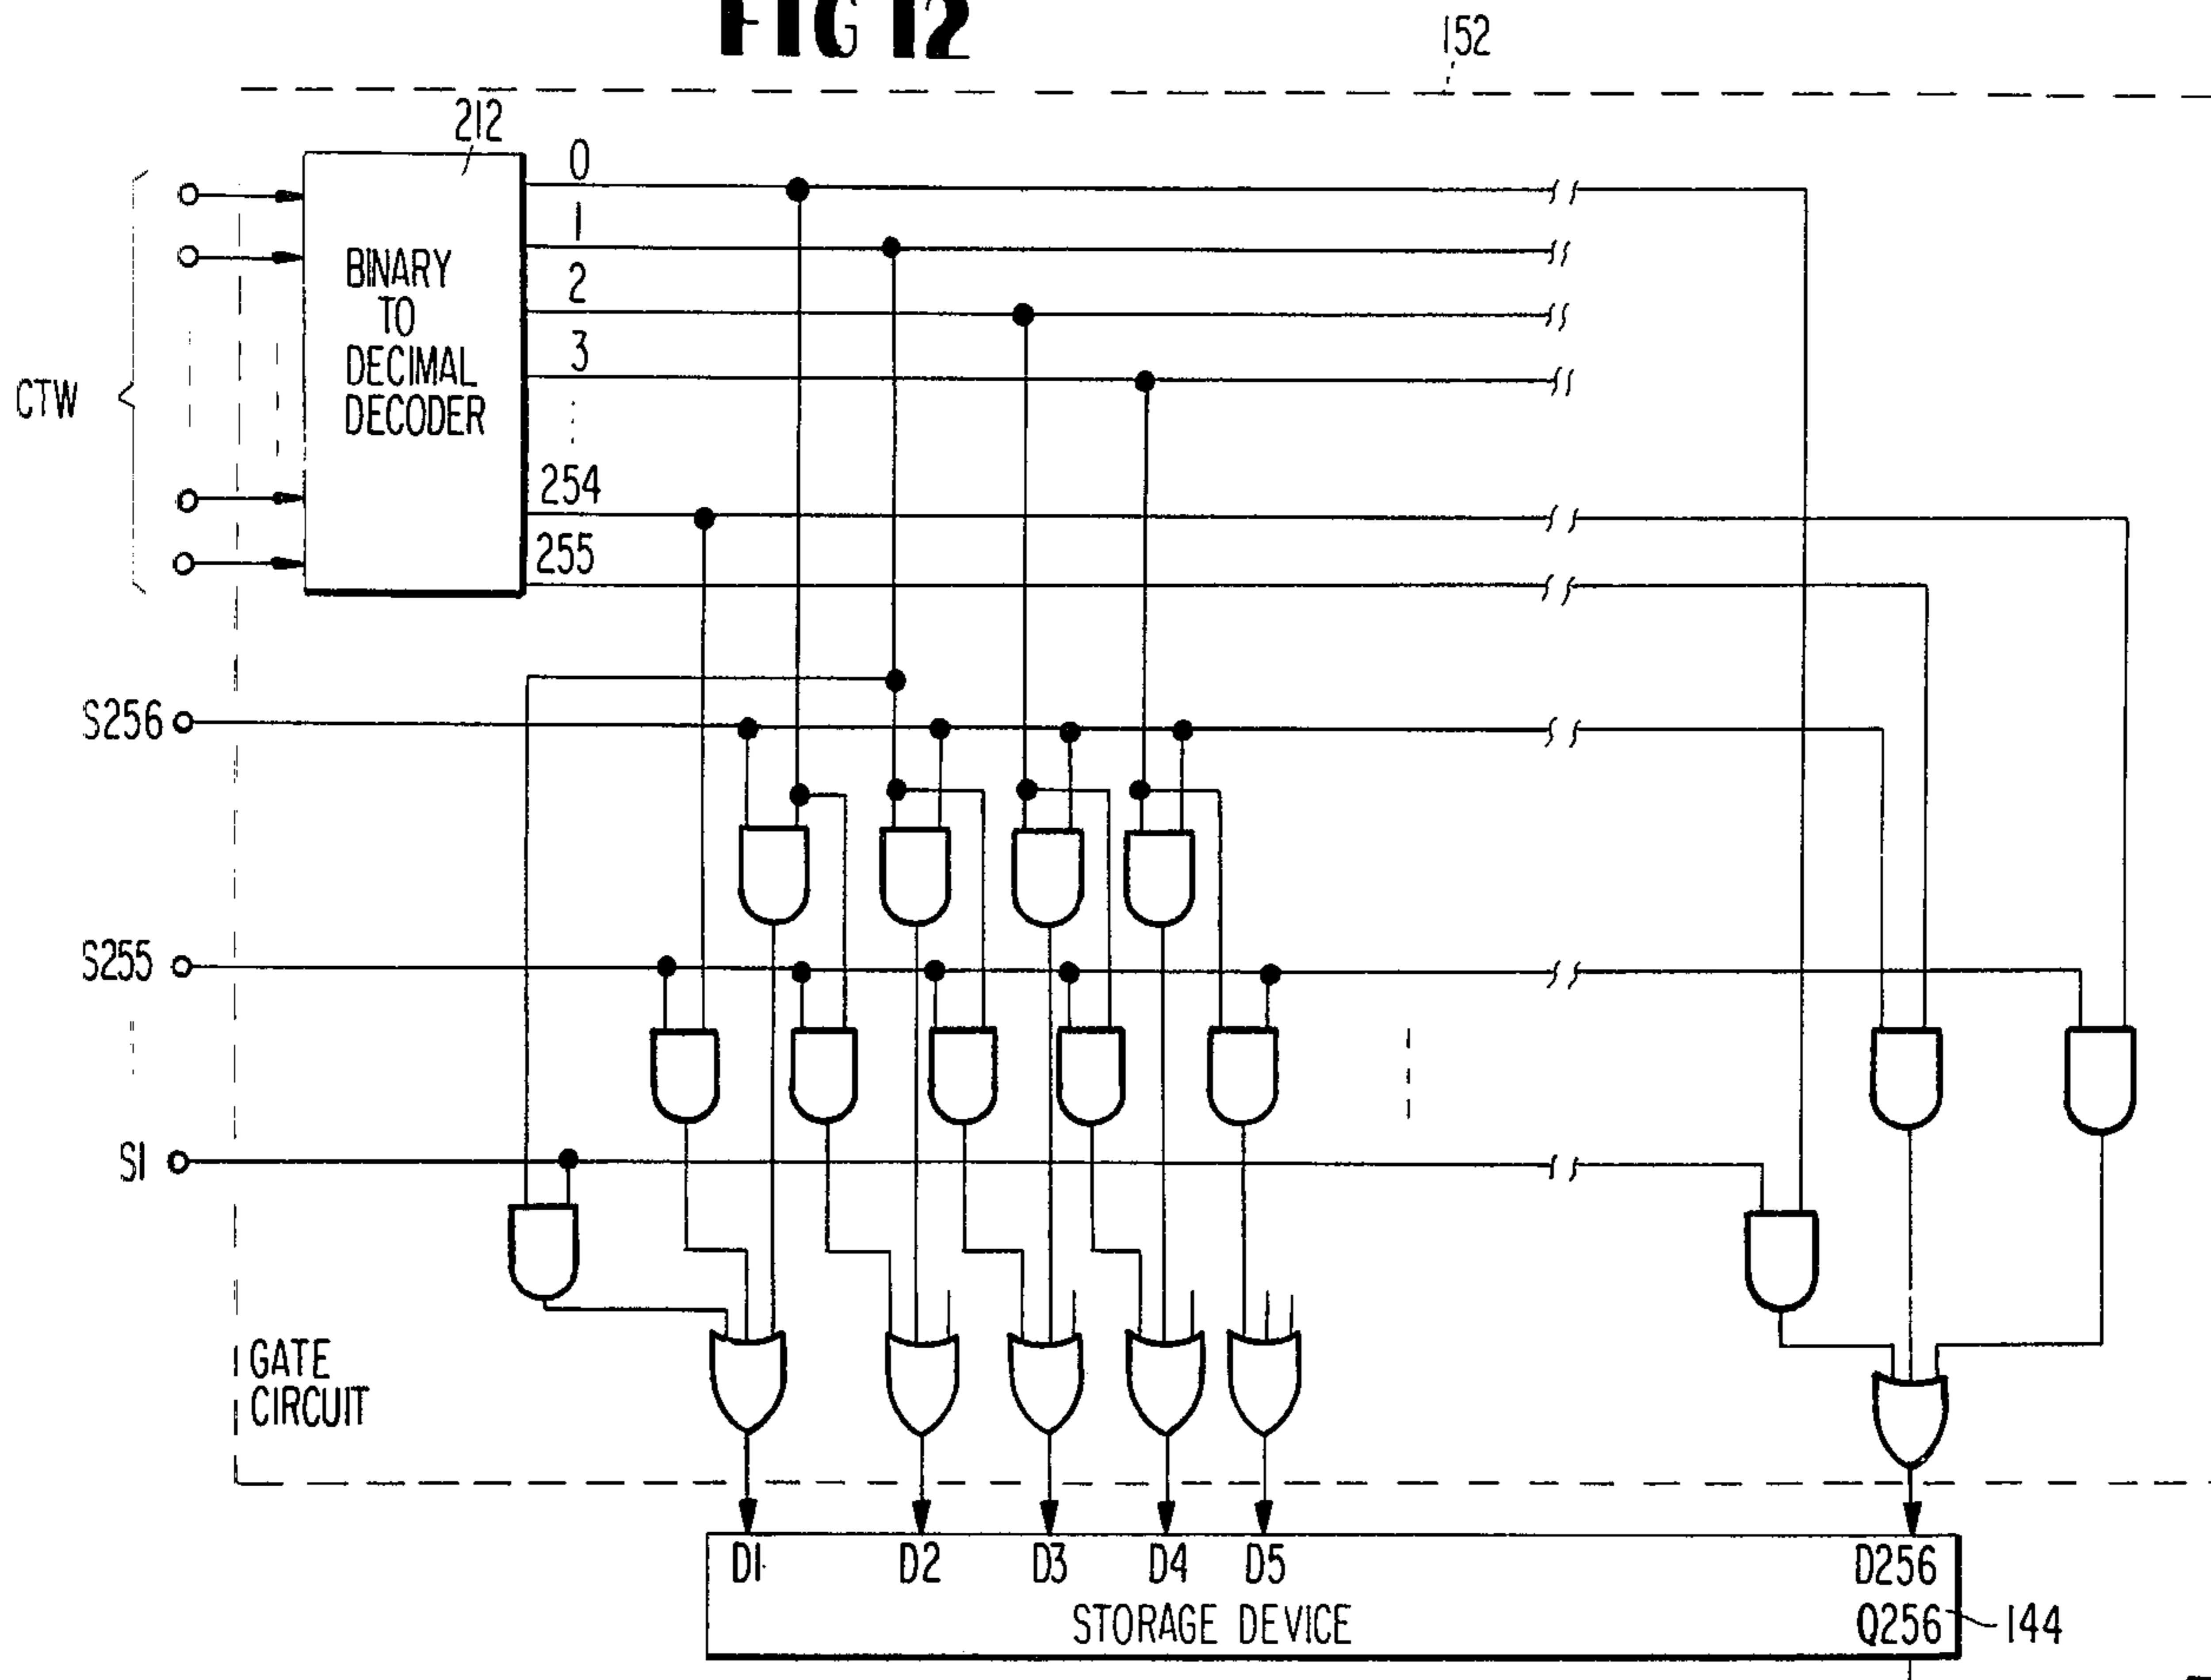 FIG 12
152
212
0
1
2
3
254
255
BINARY
TO
DECIMAL
DECODER
CTW
S256
S255
S1
GATE
CIRCUIT
D1 D2 D3 D4 D5 D256
STORAGE DEVICE Q256 144